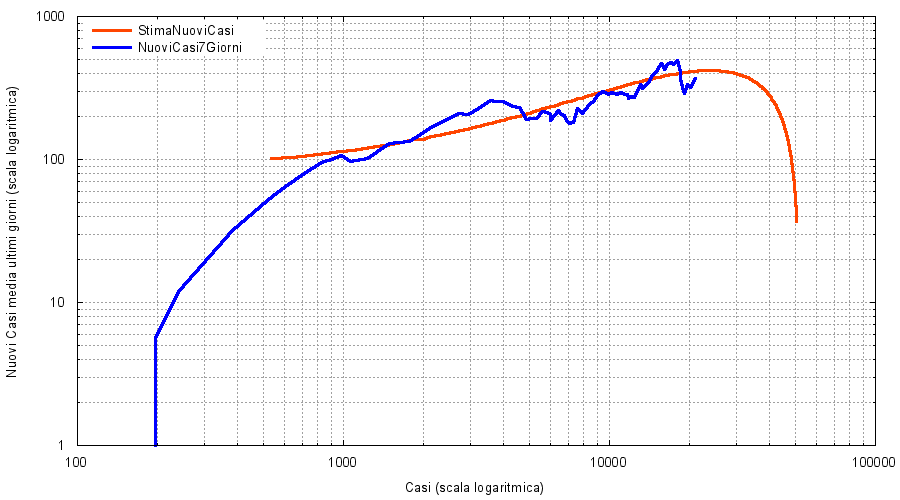 1000
StimaNuoviCasi
NuoviCasi7Giorni
100
10
1
100
1000
10000
100000
Nuovi Casi media ultimi giorni (scala logaritmica)
Casi (scala logaritmica)